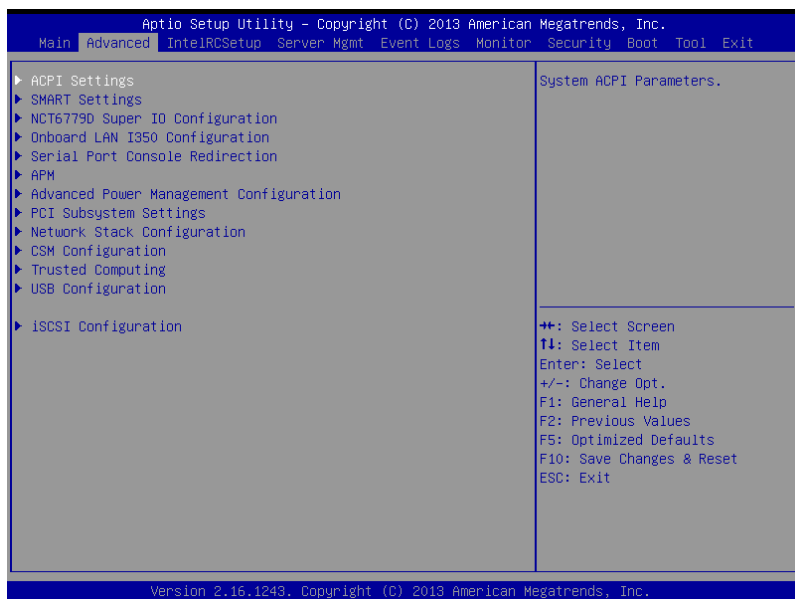 Aptio Setup Utility – Copyright (C) 2013 American Megatrends, Inc.
Main Advanced IntelRCSetup Server Mgmt Event Logs Monitor Security Boot Tool Exit
▶ ACPI Settings
▶ SMART Settings
▶ NCT6779D Super IO Configuration
▶ Onboard LAN I350 Configuration
▶ Serial Port Console Redirection
▶ APM
▶ Advanced Power Management Configuration
▶ PCI Subsystem Settings
▶ Network Stack Configuration
▶ CSM Configuration
▶ Trusted Computing
▶ USB Configuration
▶ iSCSI Configuration
System ACPI Parameters.
→←: Select Screen
↑↓: Select Item
Enter: Select
+/-: Change Opt.
F1: General Help
F2: Previous Values
F5: Optimized Defaults
F10: Save Changes & Reset
ESC: Exit
Version 2.16.1243. Copyright (C) 2013 American Megatrends, Inc.